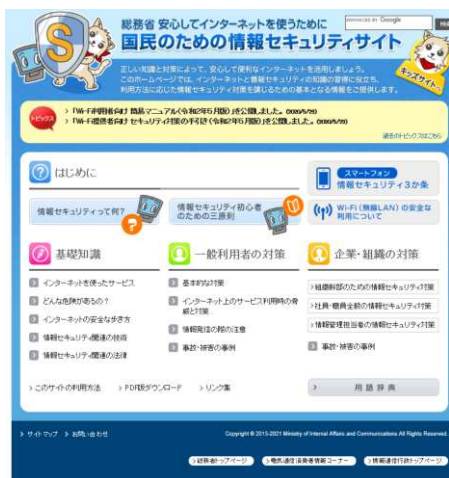 総務省 安心してインターネットを使うために
国民のための情報セキュリティサイト
正しい知識と対策によって、安心して便利なインターネットを活用しましょう。
このホームページでは、インターネットと情報セキュリティの知識の習得に役立ち、
利用方法に応じた情報セキュリティ対策を講じるための基本となる情報をご提供します。
キッズサイトへ
トピックス
> 「Wi-Fi利用者向け 簡易マニュアル(令和2年5月版)」を公開しました。(2020/5/29)
> 「Wi-Fi提供者向け セキュリティ対策の手引き(令和2年5月版)」を公開しました。(2020/5/29)
過去のトピックスはこちら
はじめに
情報セキュリティって何?
情報セキュリティ初心者
のための三原則
スマートフォン
情報セキュリティ3か条
Wi-Fi(無線LAN)の安全な
利用について
基礎知識
インターネットを使ったサービス
どんな危険があるの?
インターネットの安全な歩き方
情報セキュリティ関連の技術
情報セキュリティ関連の法律
一般利用者の対策
基本的な対策
インターネット上のサービス利用時の脅
威と対策
情報発信の際の注意
事故・被害の事例
企業・組織の対策
>組織幹部のための情報セキュリティ対策
>社員・職員全般の情報セキュリティ対策
>情報管理担当者の情報セキュリティ対策
事故・被害の事例
> このサイトの利用方法 > PDF版ダウンロード > リンク集
> 用語辞典
> サイトマップ > お問い合わせ
Copyright © 2013-2021 Ministry of Internal Affairs and Communications All Rights Reserved.
>総務省トップページ >電気通信消費者情報コーナー >情報通信行政トップページ